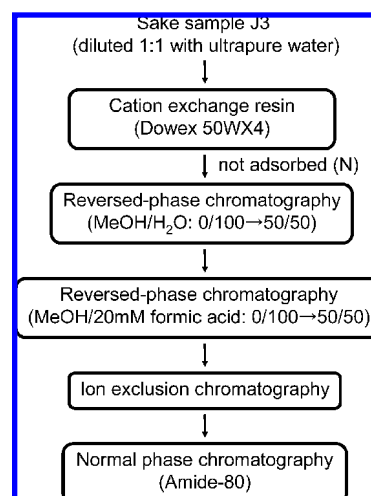 Sake sample J3
(diluted 1:1 with ultrapure water)
Cation exchange resin
(Dowex 50WX4)
not adsorbed (N)
Reversed-phase chromatography
(MeOH/H₂O: 0/100→50/50)
Reversed-phase chromatography
(MeOH/20mM formic acid: 0/100→50/50)
Ion exclusion chromatography
Normal phase chromatography
(Amide-80)